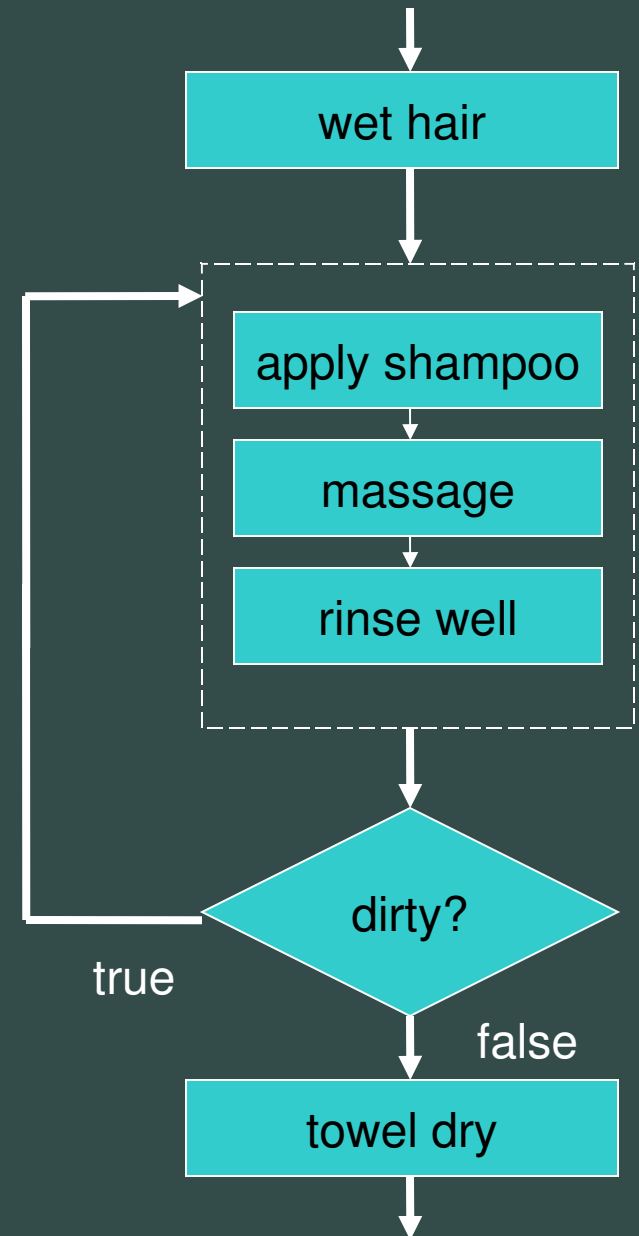 wet hair
apply shampoo
massage
rinse well
dirty?
true
false
towel dry